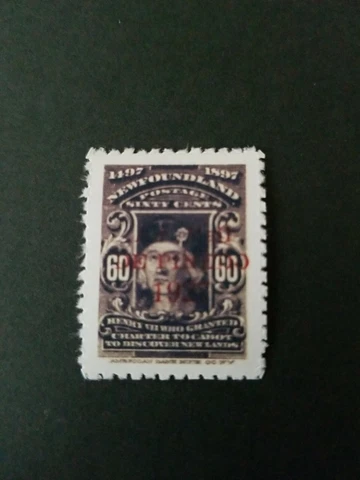 1497 1897
NEWFOUNDLAND
POSTAGE
SIXTY CENTS
60 60
HENRY VII WHO GRANTED
CHARTER TO CABOT
TO DISCOVER NEW LANDS